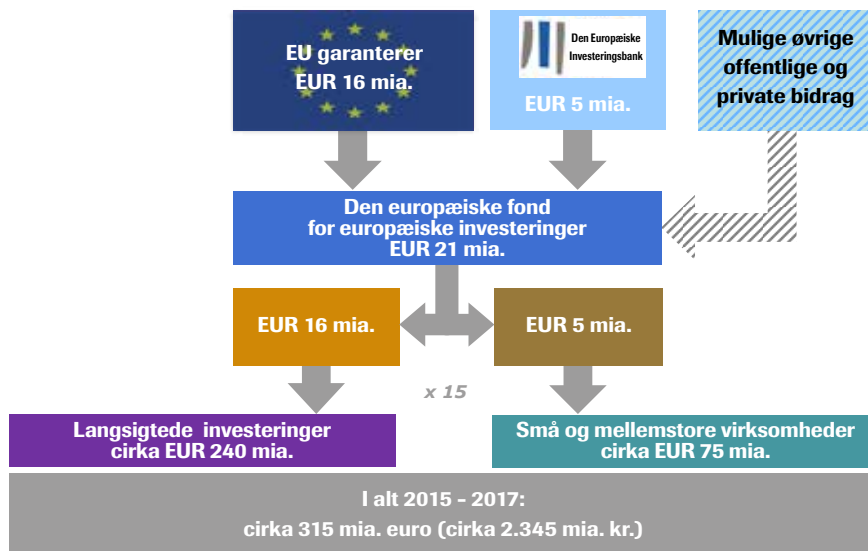 EU garanterer
EUR 16 mia.
Den Europæiske
Investeringsbank
EUR 5 mia.
Mulige øvrige
offentlige og
private bidrag
Den europæiske fond
for europæiske investeringer
EUR 21 mia.
EUR 16 mia.
EUR 5 mia.
x 15
Langsigtede investeringer
cirka EUR 240 mia.
Små og mellemstore virksomheder
cirka EUR 75 mia.
I alt 2015 - 2017:
cirka 315 mia. euro (cirka 2.345 mia. kr.)